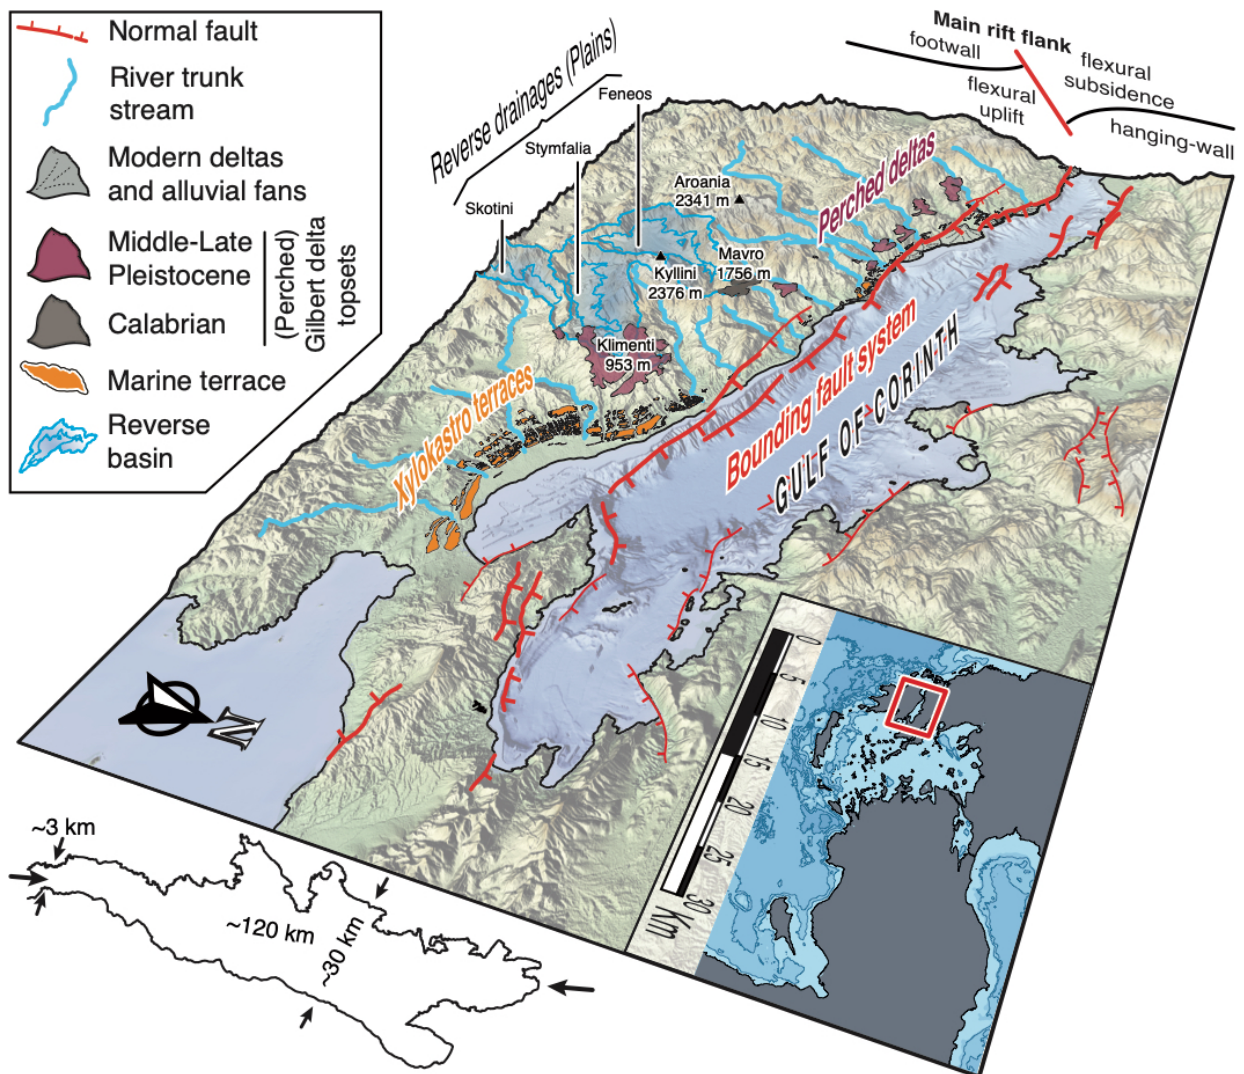 Normal fault
River trunk
stream
Modern deltas
and alluvial fans
Middle-Late
Pleistocene
Calabrian
(Perched)
Gilbert delta
topsets
Marine terrace
Reverse
basin
Main rift flank
footwall
flexural
subsidence
flexural
uplift
hanging-wall
Reverse drainages (Plains)
Feneos
Stymfalia
Skotini
Aroania
2341 m
Perched deltas
Mavro
1756 m
Kyllini
2376 m
Klimenti
953 m
Xylokastro terraces
Bounding fault system
GULF OF CORINTH
N
0
5
10
15
20
25
30 Km
~3 km
~120 km
~30 km